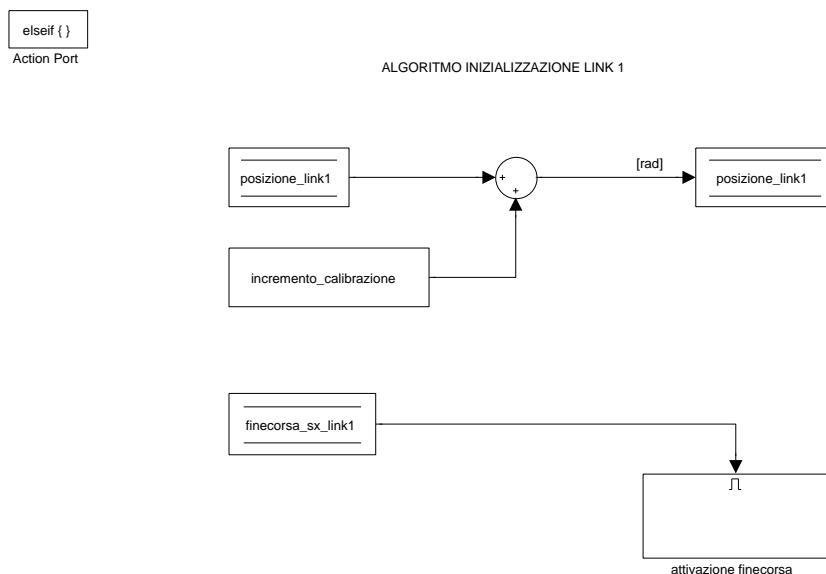 elseif { }
Action Port
ALGORITMO INIZIALIZZAZIONE LINK 1
posizione_link1
+
+
[rad]
posizione_link1
incremento_calibrazione
finecorsa_sx_link1
attivazione finecorsa